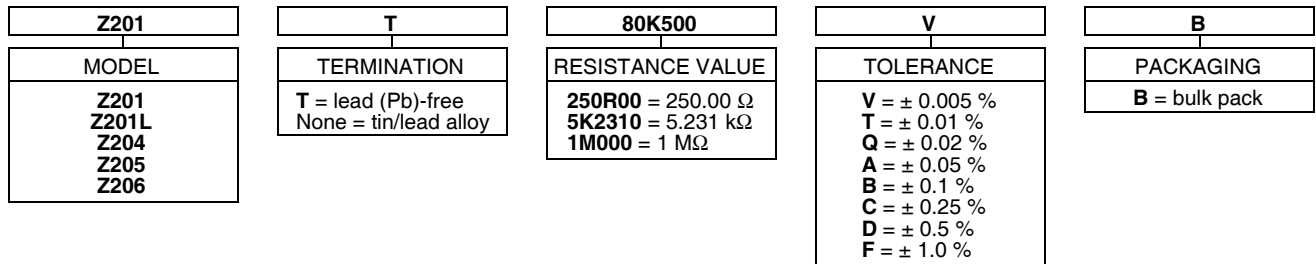 Z201
T
80K500
V
B
MODEL
Z201
Z201L
Z204
Z205
Z206
TERMINATION
T = lead (Pb)-free
None = tin/lead alloy
RESISTANCE VALUE
250R00 = 250.00 Ω
5K2310 = 5.231 kΩ
1M000 = 1 MΩ
TOLERANCE
V = ± 0.005 %
T = ± 0.01 %
Q = ± 0.02 %
A = ± 0.05 %
B = ± 0.1 %
C = ± 0.25 %
D = ± 0.5 %
F = ± 1.0 %
PACKAGING
B = bulk pack